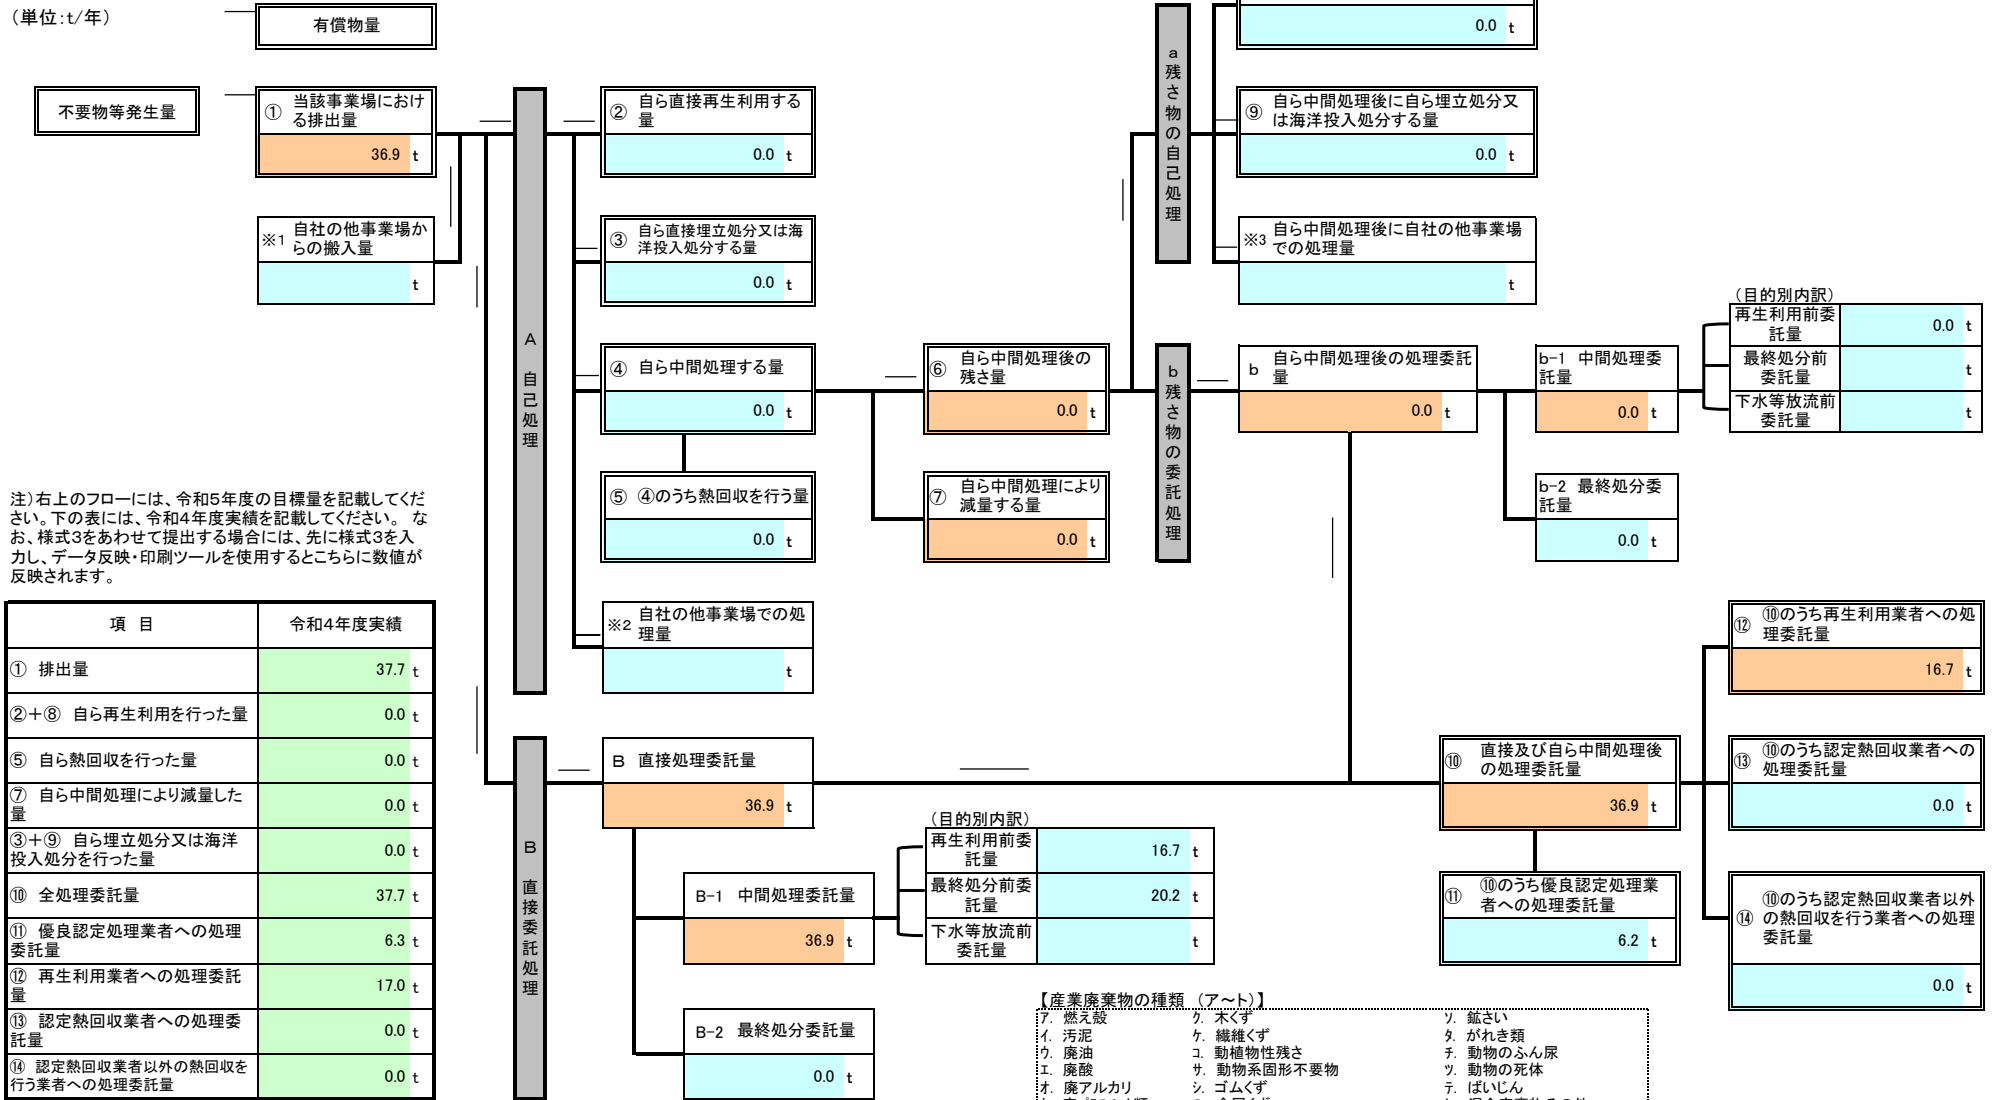 （単位:t/年）
有償物量
0.0 t
不要物等発生量
① 当該事業場におけ
る排出量
36.9 t
※1 自社の他事業場か
らの搬入量
t
A 自己処理
② 自ら直接再生利用する
量
0.0 t
③ 自ら直接埋立処分又は海
洋投入処分する量
0.0 t
④ 自ら中間処理する量
0.0 t
⑤ ④のうち熱回収を行う量
0.0 t
※2 自社の他事業場での処
理量
t
⑥ 自ら中間処理後の
残さ量
0.0 t
⑦ 自ら中間処理により
減量する量
0.0 t
a 残さ物の自己処理
⑨ 自ら中間処理後に自ら埋立処分又
は海洋投入処分する量
0.0 t
※3 自ら中間処理後に自社の他事業場
での処理量
t
b 残さ物の委託処理
b 自ら中間処理後の処理委託
量
0.0 t
b-1 中間処理委
託量
0.0 t
（目的別内訳）
再生利用前委
託量
0.0 t
最終処分前
委託量
t
下水等放流前
委託量
t
b-2 最終処分委
託量
0.0 t
注）右上のフローには、令和5年度の目標量を記載してくだ
さい。下の表には、令和4年度実績を記載してください。 な
お、様式3をあわせて提出する場合には、先に様式3を入
力し、データ反映・印刷ツールを使用するとこちらに数値が
反映されます。
項 目 令和4年度実績
① 排出量 37.7 t
②＋⑧ 自ら再生利用を行った量 0.0 t
⑤ 自ら熱回収を行った量 0.0 t
⑦ 自ら中間処理により減量した
量 0.0 t
③＋⑨ 自ら埋立処分又は海洋
投入処分を行った量 0.0 t
⑩ 全処理委託量 37.7 t
⑪ 優良認定処理業者への処理
委託量 6.3 t
⑫ 再生利用業者への処理委託
量 17.0 t
⑬ 認定熱回収業者への処理委
託量 0.0 t
⑭ 認定熱回収業者以外の熱回収を
行う業者への処理委託量 0.0 t
B 直接委託処理
B 直接処理委託量
36.9 t
B-1 中間処理委託量
36.9 t
（目的別内訳）
再生利用前委
託量
16.7 t
最終処分前委
託量
20.2 t
下水等放流前
委託量
t
B-2 最終処分委託量
0.0 t
⑩ 直接及び自ら中間処理後
の処理委託量
36.9 t
⑪ ⑩のうち優良認定処理業
者への処理委託量
6.2 t
⑫ ⑩のうち再生利用業者への処
理委託量
16.7 t
⑬ ⑩のうち認定熱回収業者への
処理委託量
0.0 t
⑭ ⑩のうち認定熱回収業者以外
の熱回収を行う業者への処理
委託量
0.0 t
【産業廃棄物の種類 （ア～ト）】
ア. 燃え殻 ク. 木くず ソ. 鉱さい
イ. 汚泥 ケ. 繊維くず タ. がれき類
ウ. 廃油 コ. 動植物性残さ チ. 動物のふん尿
エ. 廃酸 サ. 動物系固形不要物 ツ. 動物の死体
オ. 廃アルカリ シ. ゴムくず テ. ばいじん